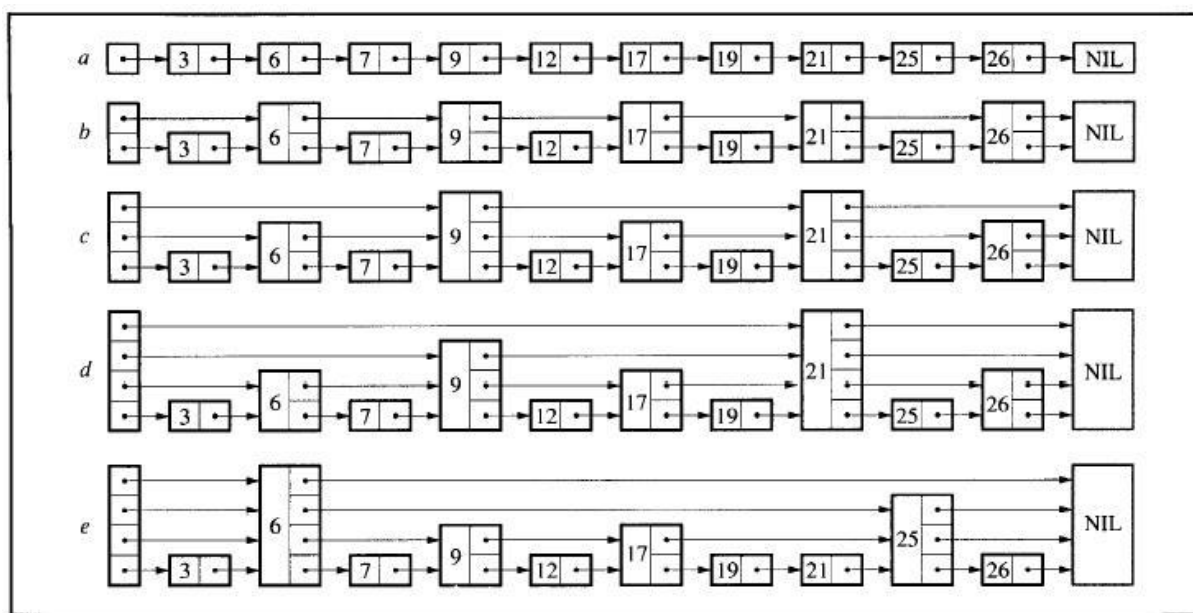 a 3 6 7 9 12 17 19 21 25 26 NIL
b 3 6 7 9 12 17 19 21 25 26 NIL
c 3 6 7 9 12 17 19 21 25 26 NIL
d 3 6 7 9 12 17 19 21 25 26 NIL
e 3 6 7 9 12 17 19 21 25 26 NIL